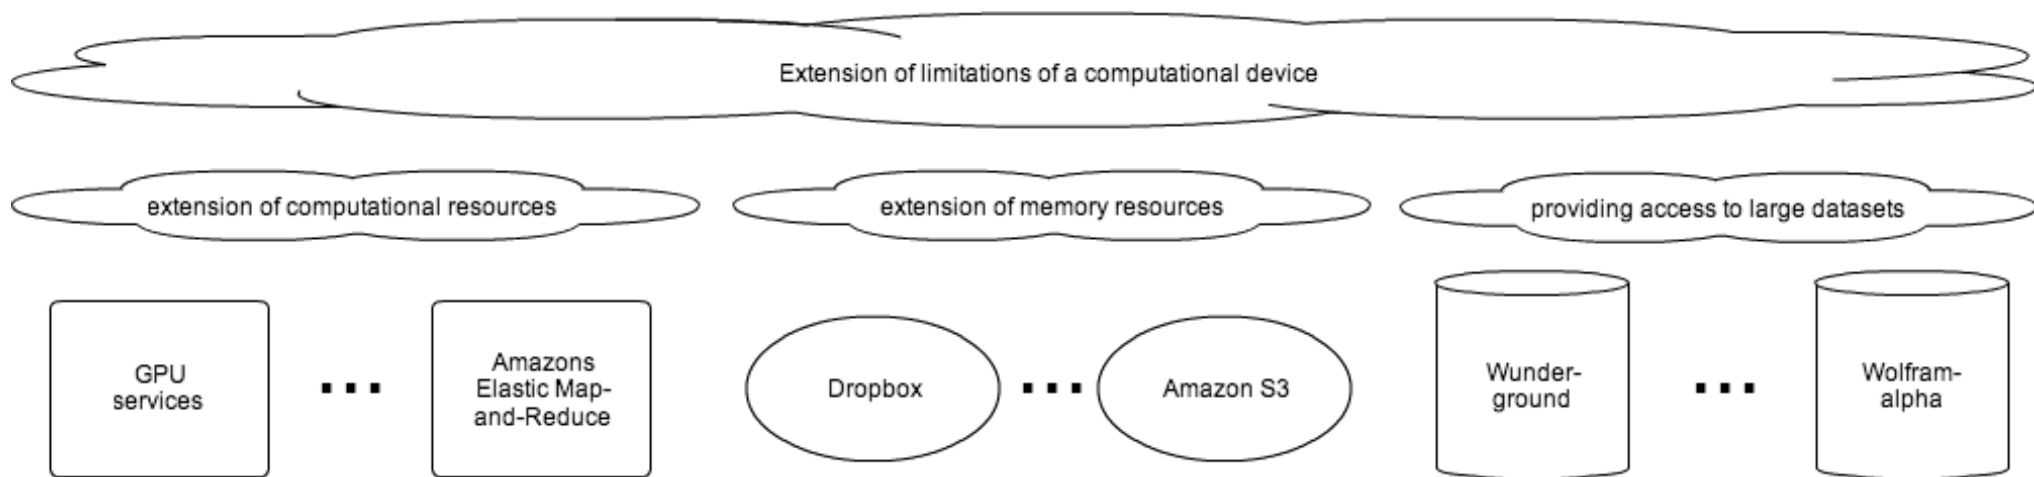 Extension of limitations of a computational device
extension of computational resources
extension of memory resources
providing access to large datasets
GPU
services
Amazons
Elastic Map-
and-Reduce
Dropbox
Amazon S3
Wunder-
ground
Wolfram-
alpha